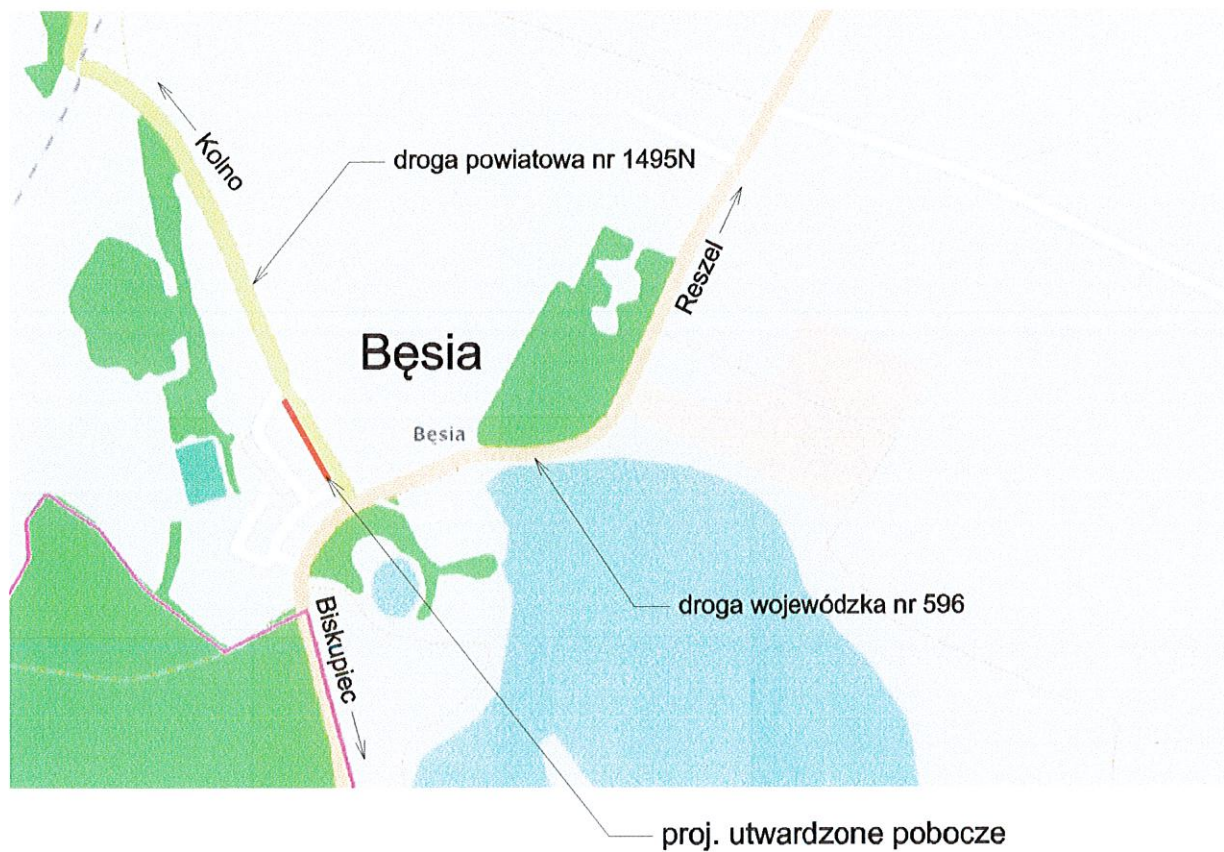 Kolno
droga powiatowa nr 1495N
Reszel
Bęsia
Bęsia
droga wojewódzka nr 596
Biskupiec
proj. utwardzone pobocze